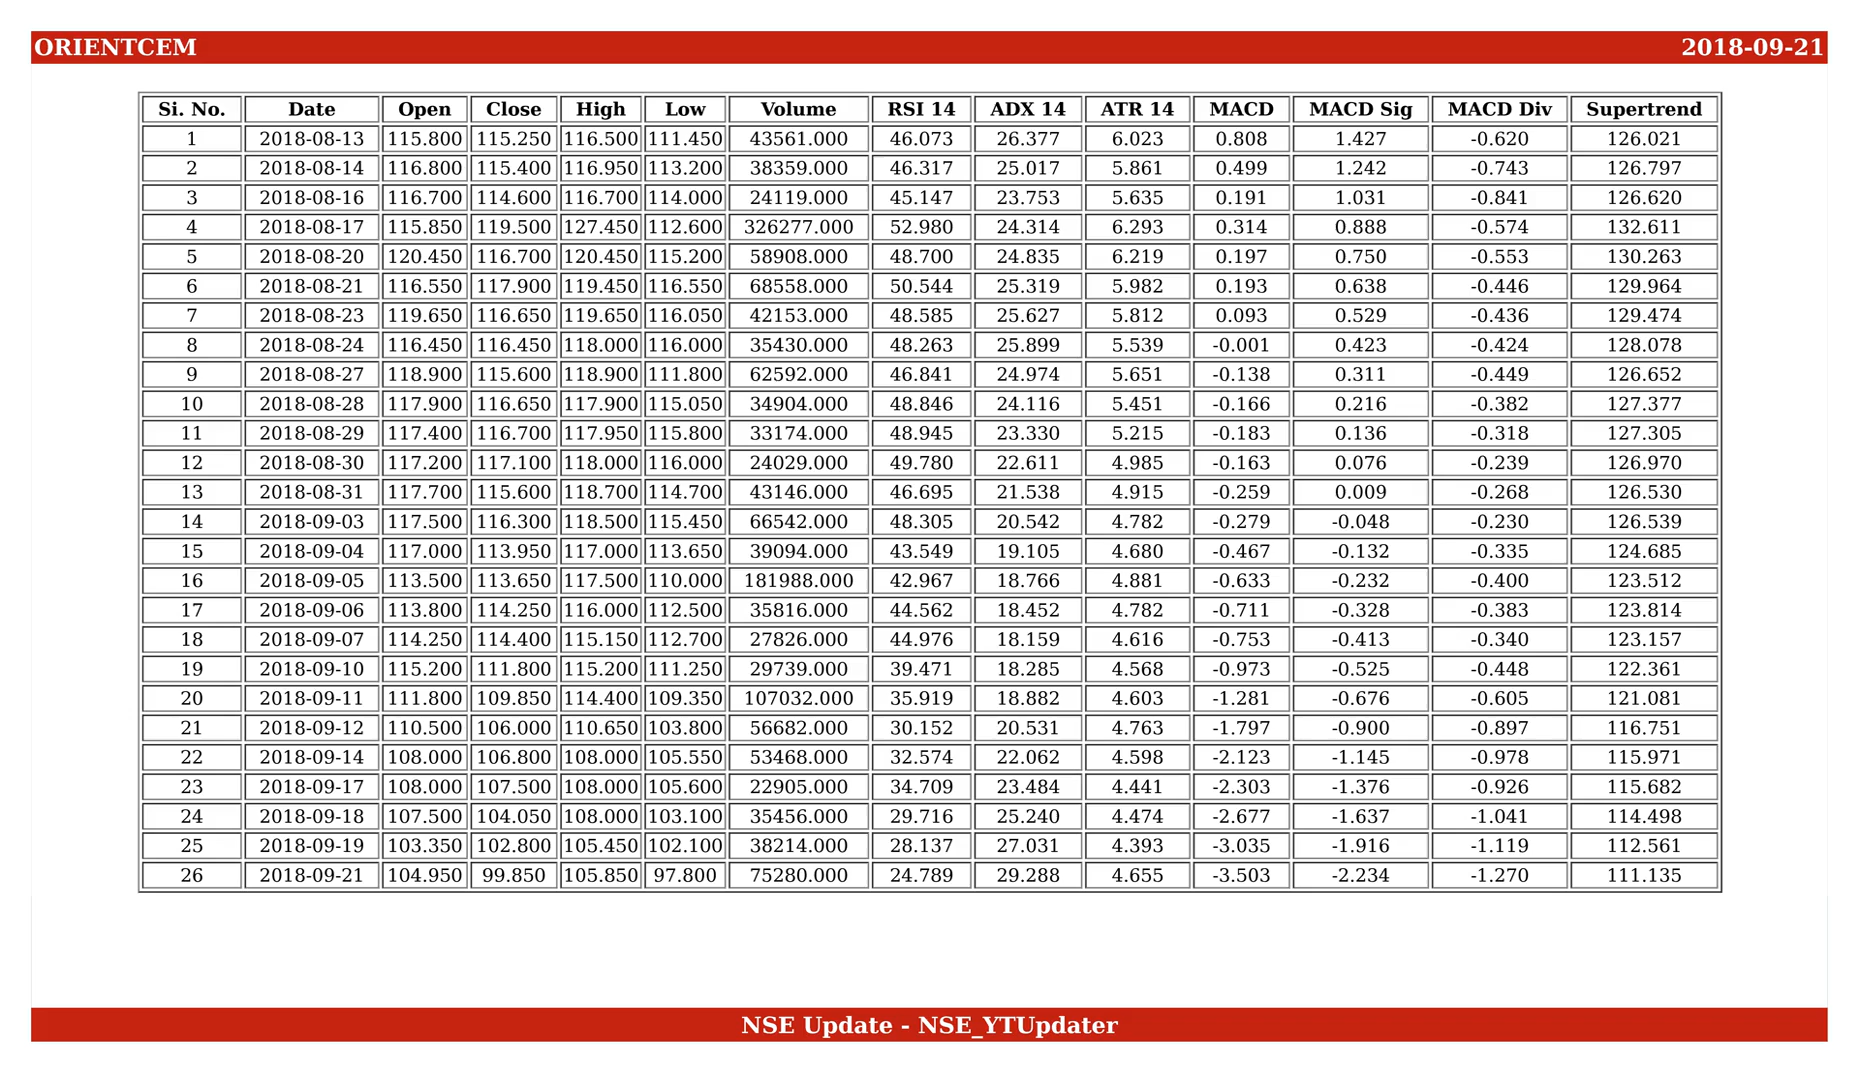 ORIENTCEM 2018-09-21
Si. No. Date Open Close High Low Volume RSI 14 ADX 14 ATR 14 MACD MACD Sig MACD Div Supertrend
1 2018-08-13 115.800 115.250 116.500 111.450 43561.000 46.073 26.377 6.023 0.808 1.427 -0.620 126.021
2 2018-08-14 116.800 115.400 116.950 113.200 38359.000 46.317 25.017 5.861 0.499 1.242 -0.743 126.797
3 2018-08-16 116.700 114.600 116.700 114.000 24119.000 45.147 23.753 5.635 0.191 1.031 -0.841 126.620
4 2018-08-17 115.850 119.500 127.450 112.600 326277.000 52.980 24.314 6.293 0.314 0.888 -0.574 132.611
5 2018-08-20 120.450 116.700 120.450 115.200 58908.000 48.700 24.835 6.219 0.197 0.750 -0.553 130.263
6 2018-08-21 116.550 117.900 119.450 116.550 68558.000 50.544 25.319 5.982 0.193 0.638 -0.446 129.964
7 2018-08-23 119.650 116.650 119.650 116.050 42153.000 48.585 25.627 5.812 0.093 0.529 -0.436 129.474
8 2018-08-24 116.450 116.450 118.000 116.000 35430.000 48.263 25.899 5.539 -0.001 0.423 -0.424 128.078
9 2018-08-27 118.900 115.600 118.900 111.800 62592.000 46.841 24.974 5.651 -0.138 0.311 -0.449 126.652
10 2018-08-28 117.900 116.650 117.900 115.050 34904.000 48.846 24.116 5.451 -0.166 0.216 -0.382 127.377
11 2018-08-29 117.400 116.700 117.950 115.800 33174.000 48.945 23.330 5.215 -0.183 0.136 -0.318 127.305
12 2018-08-30 117.200 117.100 118.000 116.000 24029.000 49.780 22.611 4.985 -0.163 0.076 -0.239 126.970
13 2018-08-31 117.700 115.600 118.700 114.700 43146.000 46.695 21.538 4.915 -0.259 0.009 -0.268 126.530
14 2018-09-03 117.500 116.300 118.500 115.450 66542.000 48.305 20.542 4.782 -0.279 -0.048 -0.230 126.539
15 2018-09-04 117.000 113.950 117.000 113.650 39094.000 43.549 19.105 4.680 -0.467 -0.132 -0.335 124.685
16 2018-09-05 113.500 113.650 117.500 110.000 181988.000 42.967 18.766 4.881 -0.633 -0.232 -0.400 123.512
17 2018-09-06 113.800 114.250 116.000 112.500 35816.000 44.562 18.452 4.782 -0.711 -0.328 -0.383 123.814
18 2018-09-07 114.250 114.400 115.150 112.700 27826.000 44.976 18.159 4.616 -0.753 -0.413 -0.340 123.157
19 2018-09-10 115.200 111.800 115.200 111.250 29739.000 39.471 18.285 4.568 -0.973 -0.525 -0.448 122.361
20 2018-09-11 111.800 109.850 114.400 109.350 107032.000 35.919 18.882 4.603 -1.281 -0.676 -0.605 121.081
21 2018-09-12 110.500 106.000 110.650 103.800 56682.000 30.152 20.531 4.763 -1.797 -0.900 -0.897 116.751
22 2018-09-14 108.000 106.800 108.000 105.550 53468.000 32.574 22.062 4.598 -2.123 -1.145 -0.978 115.971
23 2018-09-17 108.000 107.500 108.000 105.600 22905.000 34.709 23.484 4.441 -2.303 -1.376 -0.926 115.682
24 2018-09-18 107.500 104.050 108.000 103.100 35456.000 29.716 25.240 4.474 -2.677 -1.637 -1.041 114.498
25 2018-09-19 103.350 102.800 105.450 102.100 38214.000 28.137 27.031 4.393 -3.035 -1.916 -1.119 112.561
26 2018-09-21 104.950 99.850 105.850 97.800 75280.000 24.789 29.288 4.655 -3.503 -2.234 -1.270 111.135
NSE Update - NSE_YTUpdater